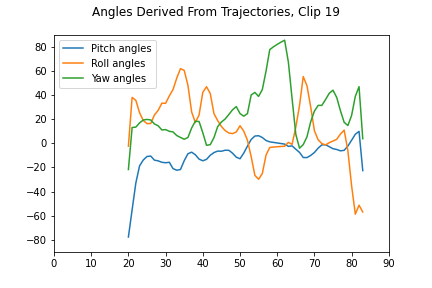 Angles Derived From Trajectories, Clip 19
Pitch angles
Roll angles
Yaw angles
80
60
40
20
0
−20
−40
−60
−80
0 10 20 30 40 50 60 70 80 90